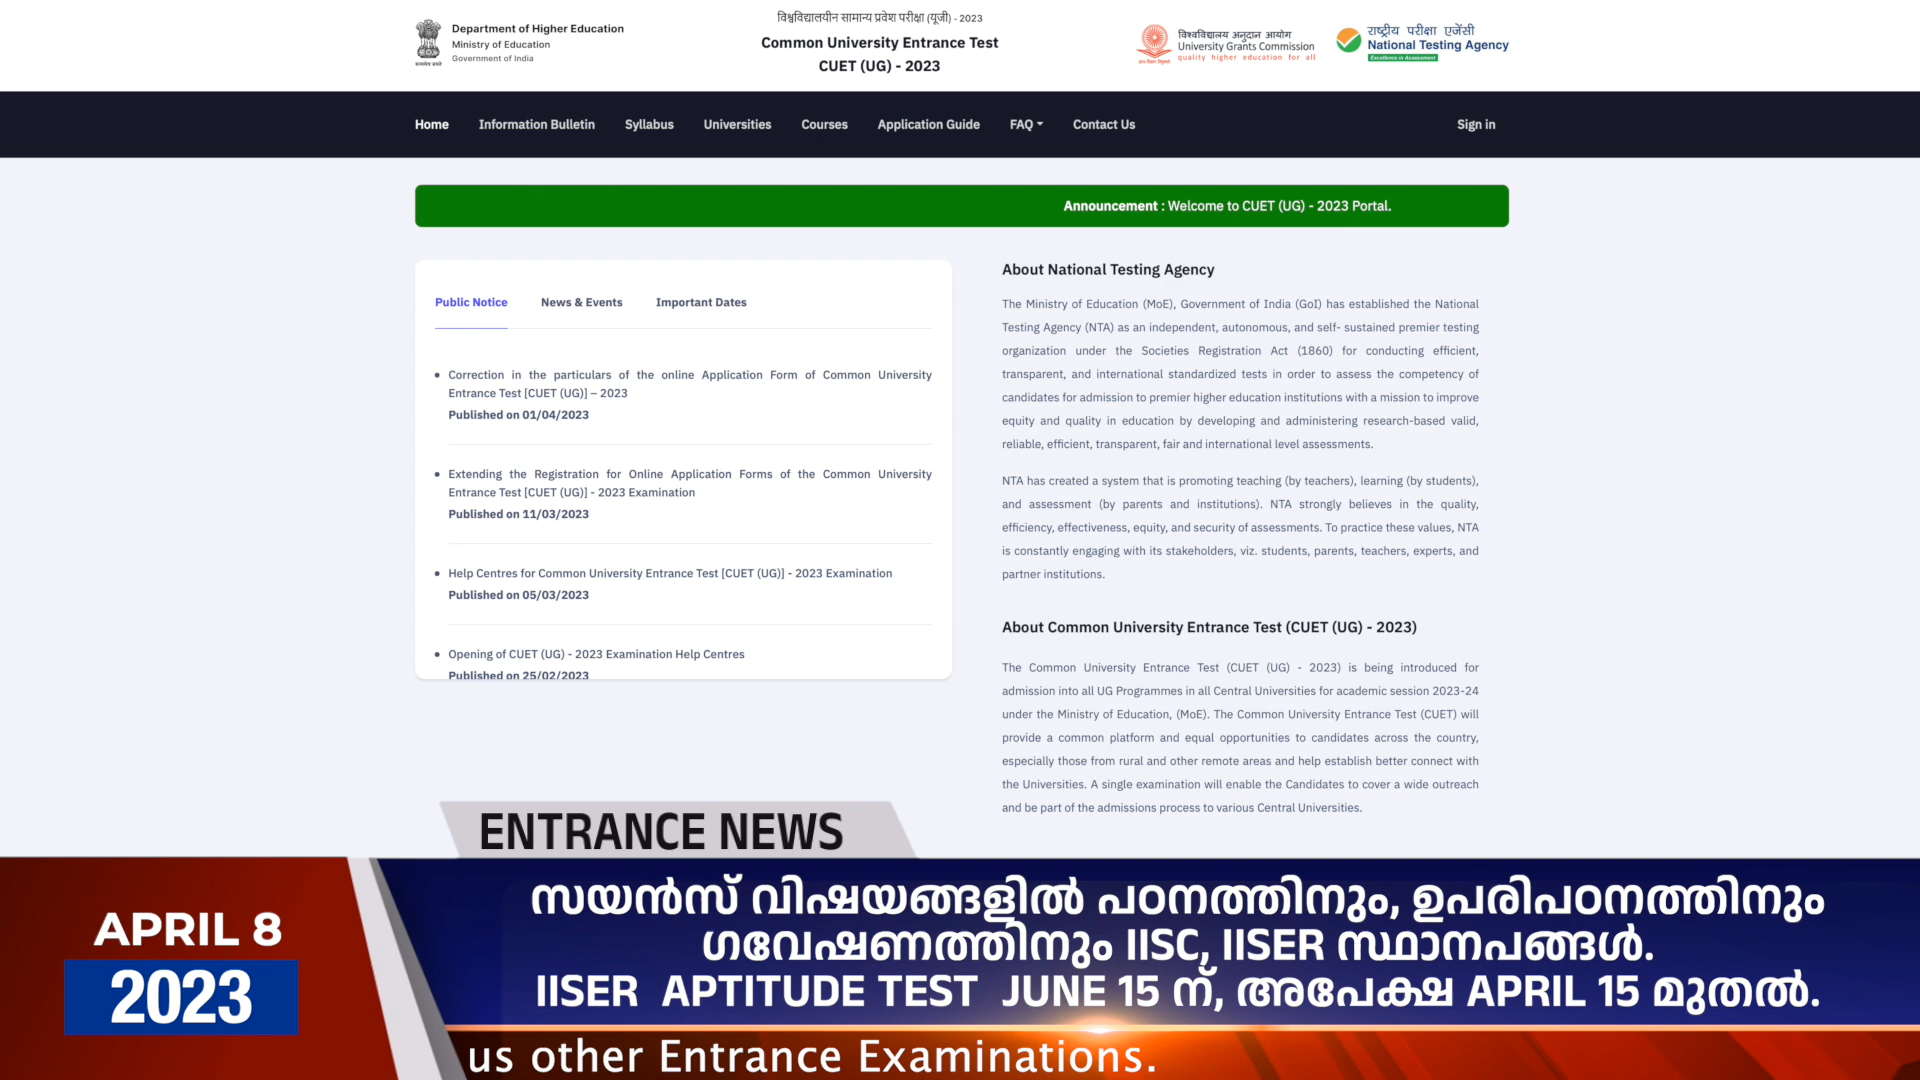 Department of Higher Education
Ministry of Education
Government of India
सत्यमेव जयते
विश्वविद्यालयीन सामान्य प्रवेश परीक्षा (यूजी) - 2023
Common University Entrance Test
CUET (UG) - 2023
विश्वविद्यालय अनुदान आयोग
University Grants Commission
quality higher education for all
राष्ट्रीय परीक्षा एजेंसी
National Testing Agency
Excellence in Assessment
Home Information Bulletin Syllabus Universities Courses Application Guide FAQ Contact Us Sign in
Announcement : Welcome to CUET (UG) - 2023 Portal.
Public Notice News & Events Important Dates
Correction in the particulars of the online Application Form of Common University
Entrance Test [CUET (UG)] – 2023
Published on 01/04/2023
Extending the Registration for Online Application Forms of the Common University
Entrance Test [CUET (UG)] - 2023 Examination
Published on 11/03/2023
Help Centres for Common University Entrance Test [CUET (UG)] - 2023 Examination
Published on 05/03/2023
Opening of CUET (UG) - 2023 Examination Help Centres
Published on 25/02/2023
About National Testing Agency
The Ministry of Education (MoE), Government of India (GoI) has established the National
Testing Agency (NTA) as an independent, autonomous, and self- sustained premier testing
organization under the Societies Registration Act (1860) for conducting efficient,
transparent, and international standardized tests in order to assess the competency of
candidates for admission to premier higher education institutions with a mission to improve
equity and quality in education by developing and administering research-based valid,
reliable, efficient, transparent, fair and international level assessments.
NTA has created a system that is promoting teaching (by teachers), learning (by students),
and assessment (by parents and institutions). NTA strongly believes in the quality,
efficiency, effectiveness, equity, and security of assessments. To practice these values, NTA
is constantly engaging with its stakeholders, viz. students, parents, teachers, experts, and
partner institutions.
About Common University Entrance Test (CUET (UG) - 2023)
The Common University Entrance Test (CUET (UG) - 2023) is being introduced for
admission into all UG Programmes in all Central Universities for academic session 2023-24
under the Ministry of Education, (MoE). The Common University Entrance Test (CUET) will
provide a common platform and equal opportunities to candidates across the country,
especially those from rural and other remote areas and help establish better connect with
the Universities. A single examination will enable the Candidates to cover a wide outreach
and be part of the admissions process to various Central Universities.
ENTRANCE NEWS
APRIL 8
2023
സയൻസ് വിഷയങ്ങളിൽ പഠനത്തിനും, ഉപരിപഠനത്തിനും
ഗവേഷണത്തിനും IISC, IISER സ്ഥാനപങ്ങൾ.
IISER APTITUDE TEST JUNE 15 ന്, അപേക്ഷ APRIL 15 മുതൽ.
us other Entrance Examinations.